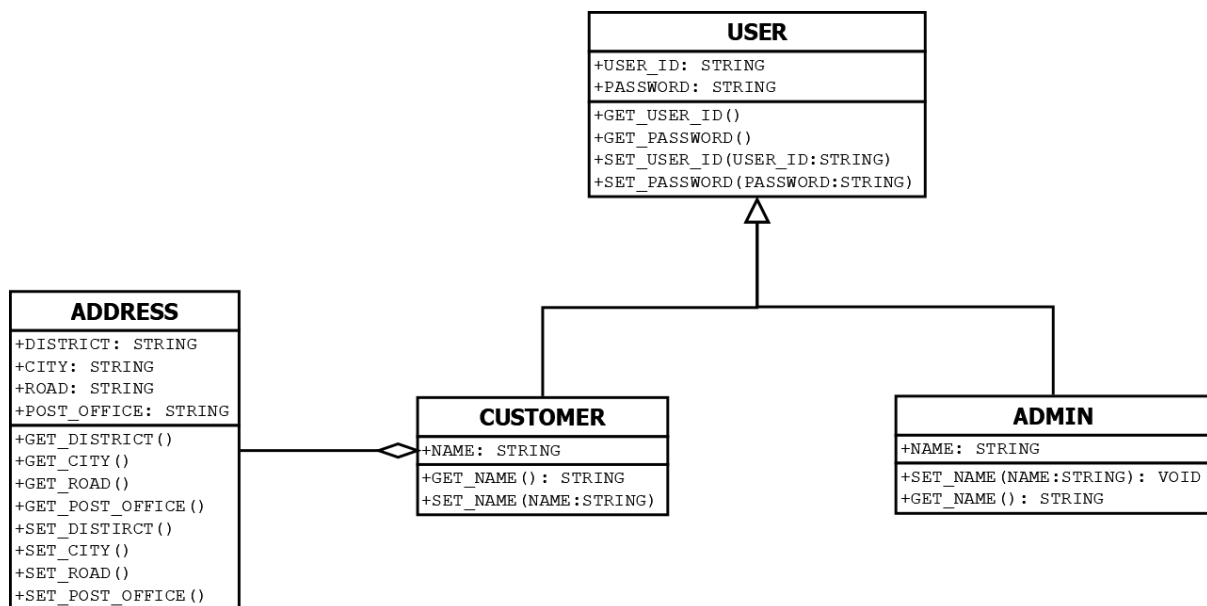 USER
+USER_ID: STRING
+PASSWORD: STRING
+GET_USER_ID()
+GET_PASSWORD()
+SET_USER_ID(USER_ID:STRING)
+SET_PASSWORD(PASSWORD:STRING)
ADDRESS
+DISTRICT: STRING
+CITY: STRING
+ROAD: STRING
+POST_OFFICE: STRING
+GET_DISTRICT()
+GET_CITY()
+GET_ROAD()
+GET_POST_OFFICE()
+SET_DISTIRCT()
+SET_CITY()
+SET_ROAD()
+SET_POST_OFFICE()
CUSTOMER
+NAME: STRING
+GET_NAME(): STRING
+SET_NAME(NAME:STRING)
ADMIN
+NAME: STRING
+SET_NAME(NAME:STRING): VOID
+GET_NAME(): STRING